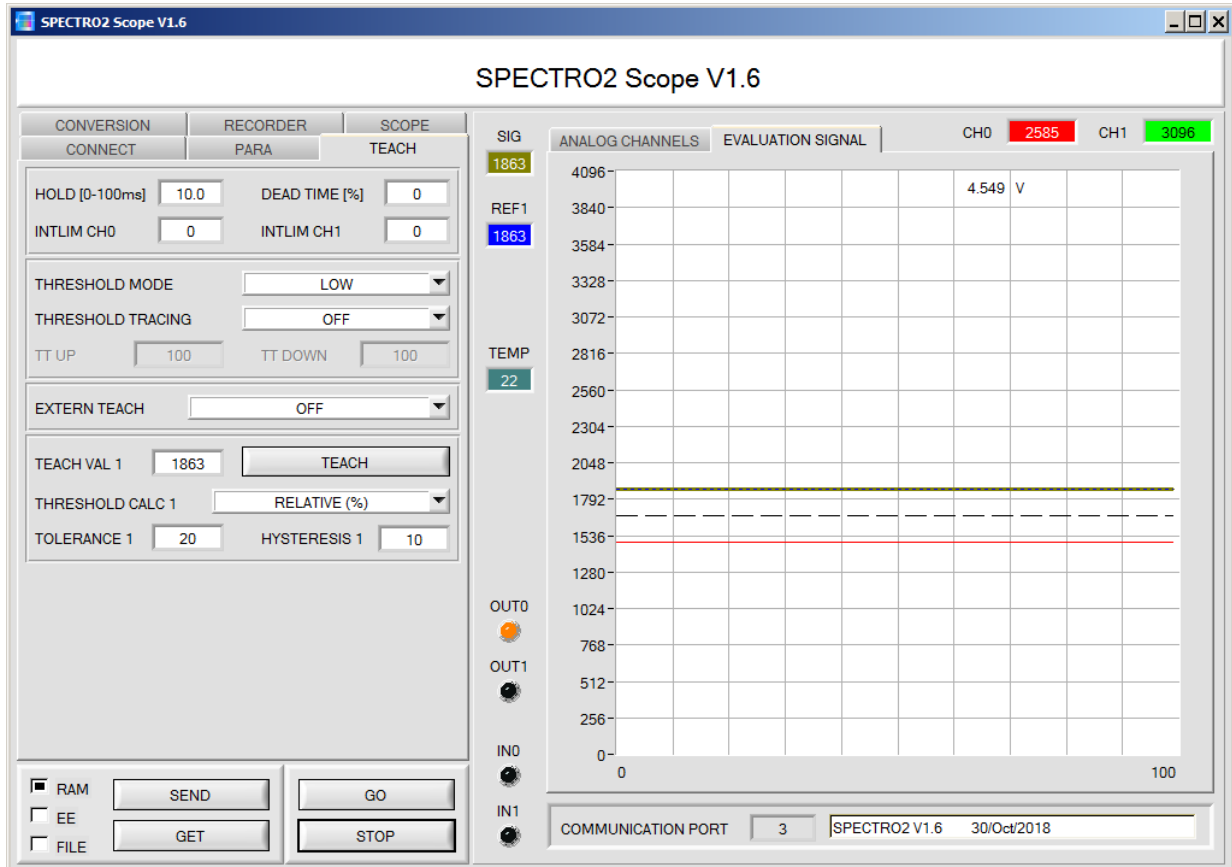 SPECTRO2 Scope V1.6
SPECTRO2 Scope V1.6
CONVERSION RECORDER SCOPE
CONNECT PARA TEACH
HOLD [0-100ms] 10.0 DEAD TIME [%] 0
INTLIM CH0 0 INTLIM CH1 0
THRESHOLD MODE LOW
THRESHOLD TRACING OFF
TT UP 100 TT DOWN 100
EXTERN TEACH OFF
TEACH VAL 1 1863 TEACH
THRESHOLD CALC 1 RELATIVE (%)
TOLERANCE 1 20 HYSTERESIS 1 10
RAM SEND GO
EE
FILE GET STOP
SIG
1863
REF1
1863
TEMP
22
OUT0
OUT1
IN0
IN1
ANALOG CHANNELS EVALUATION SIGNAL CH0 2585 CH1 3096
4.549 V
4096
3840
3584
3328
3072
2816
2560
2304
2048
1792
1536
1280
1024
768
512
256
0
0 100
COMMUNICATION PORT 3 SPECTRO2 V1.6 30/Oct/2018